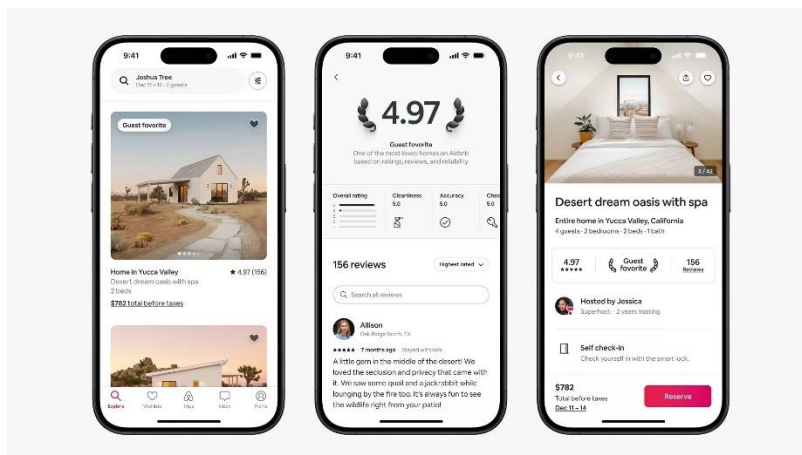 9:41
Joshua Tree
Dec 11 – 14 · 2 guests
Guest favorite
Home in Yucca Valley
★ 4.97 (156)
Desert dream oasis with spa
2 beds
$782 total before taxes
Explore
Wishlists
Trips
Inbox
Profile
9:41
4.97
Guest favorite
One of the most loved homes on Airbnb
based on ratings, reviews, and reliability
Overall rating
Cleanliness
5.0
Accuracy
5.0
Chec
5.0
156 reviews
Highest rated
Search all reviews
Allison
Oak Ridge North, TX
★★★★★ · 7 months ago · Stayed with kids
A little gem in the middle of the desert! We
loved the seclusion and privacy that came with
it. We saw some quail and a jackrabbit while
lounging by the fire too. It's always fun to see
the wildlife right from your patio!
9:41
3 / 42
Desert dream oasis with spa
Entire home in Yucca Valley, California
4 guests · 2 bedrooms · 2 beds · 1 bath
4.97
★★★★★
Guest
favorite
156
Reviews
Hosted by Jessica
Superhost · 2 years hosting
Self check-in
Check yourself in with the smart lock.
$782
Total before taxes
Dec 11 – 14
Reserve